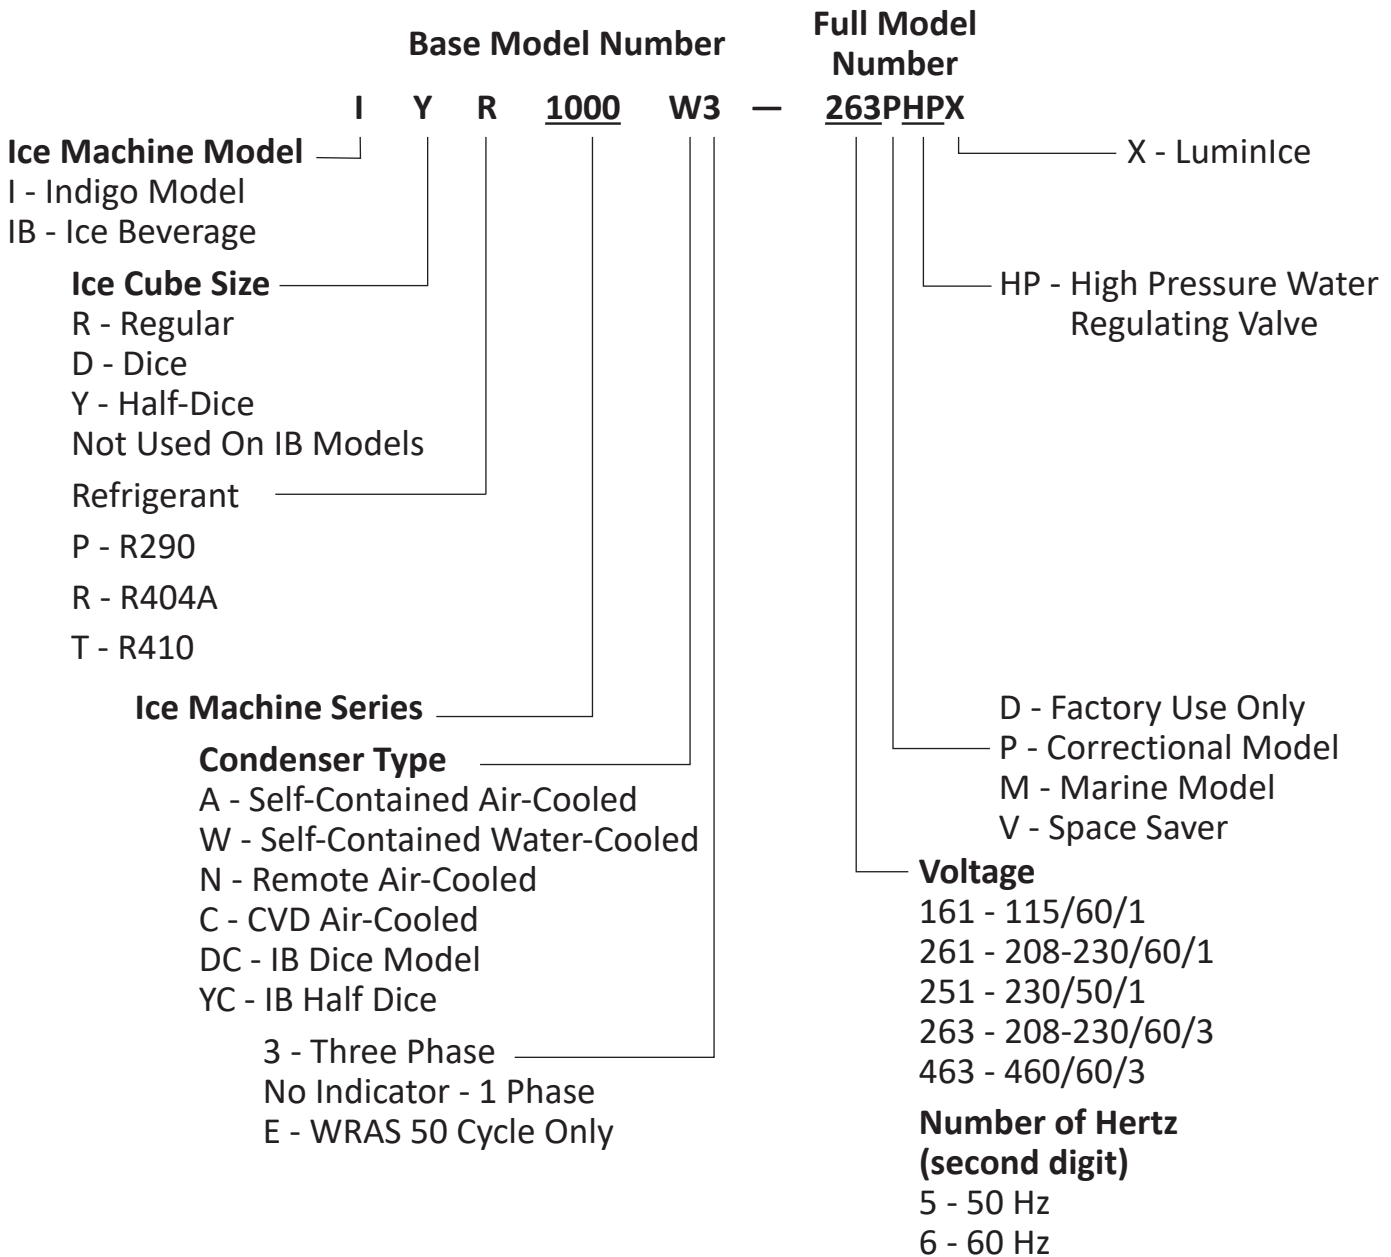 Base Model Number
Full Model
Number
I Y R 1000 W3 — 263PHPX
Ice Machine Model
I - Indigo Model
IB - Ice Beverage
X - LuminIce
Ice Cube Size
R - Regular
D - Dice
Y - Half-Dice
Not Used On IB Models
HP - High Pressure Water
Regulating Valve
Refrigerant
P - R290
R - R404A
T - R410
Ice Machine Series
Condenser Type
A - Self-Contained Air-Cooled
W - Self-Contained Water-Cooled
N - Remote Air-Cooled
C - CVD Air-Cooled
DC - IB Dice Model
YC - IB Half Dice
3 - Three Phase
No Indicator - 1 Phase
E - WRAS 50 Cycle Only
D - Factory Use Only
P - Correctional Model
M - Marine Model
V - Space Saver
Voltage
161 - 115/60/1
261 - 208-230/60/1
251 - 230/50/1
263 - 208-230/60/3
463 - 460/60/3
Number of Hertz
(second digit)
5 - 50 Hz
6 - 60 Hz